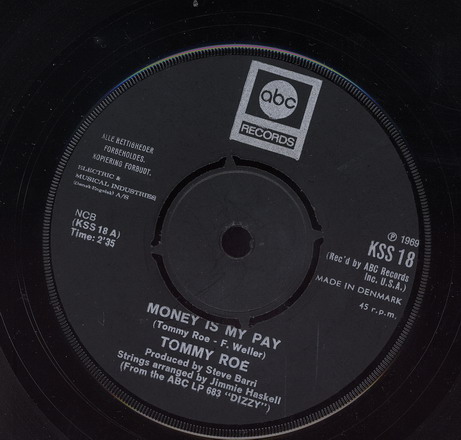 abc
RECORDS
ALLE RETTIGHEDER
FORBEHOLDES.
KOPIERING FORBUDT.
ELECTRIC &
MUSICAL INDUSTRIES
(Dansk-Engelsk) A/S
NCB
(KSS 18 A)
Time: 2'35
℗ 1969
KSS 18
(Rec'd by ABC Records
Inc. U.S.A.)
MADE IN DENMARK
45 r.p.m.
MONEY IS MY PAY
(Tommy Roe - F. Weller)
TOMMY ROE
Produced by Steve Barri
Strings arranged by Jimmie Haskell
(From the ABC LP 683 "DIZZY")